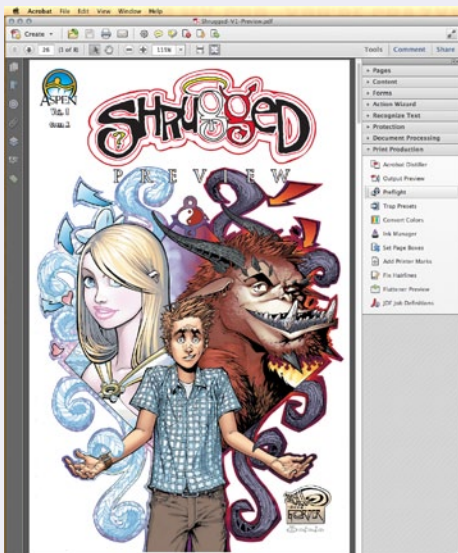 Acrobat File Edit View Window Help
Shrugged-V1-Preview.pdf
Create
26 (1 of 8) 119%
Tools Comment Share
Pages
Content
Forms
Action Wizard
Recognize Text
Protection
Document Processing
Print Production
Acrobat Distiller
Output Preview
Preflight
Trap Presets
Convert Colors
Ink Manager
Set Page Boxes
Add Printer Marks
Fix Hairlines
Flattener Preview
JDF Job Definitions
ASPEN
SHRUGGED
PREVIEW